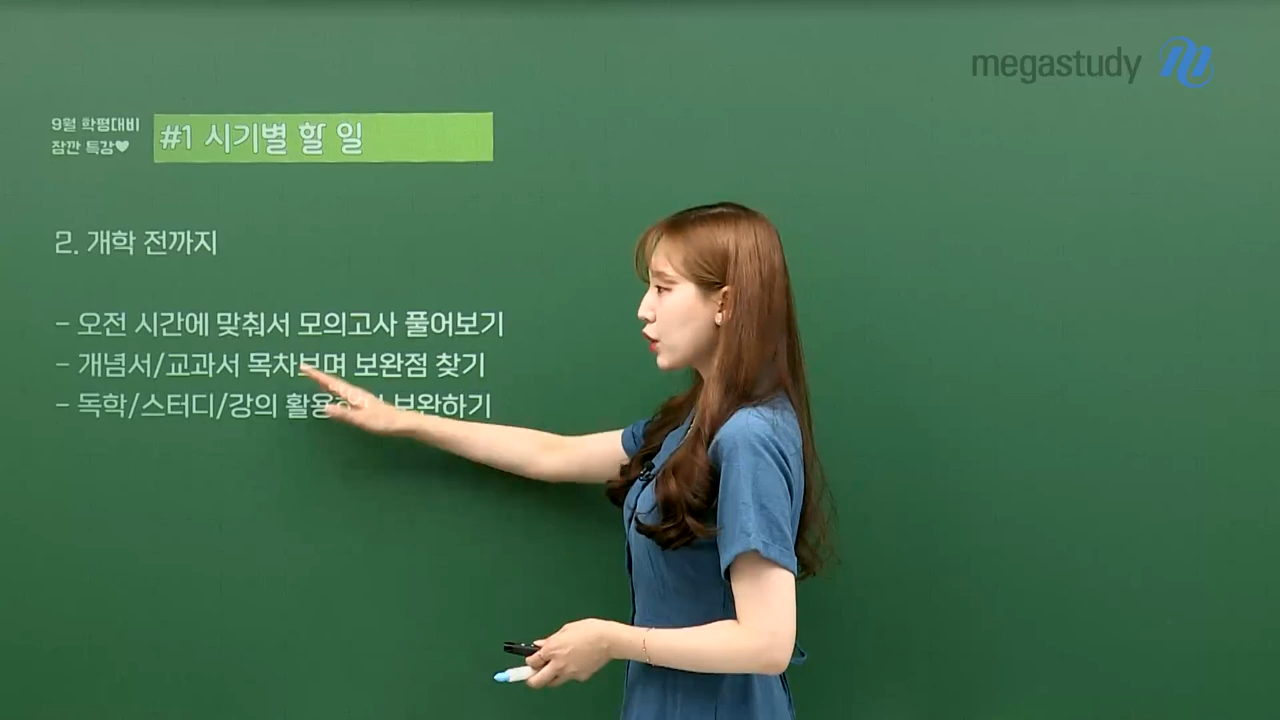 megastudy
9월 학평대비
잠깐 특강♥
#1 시기별 할 일
2. 개학 전까지
- 오전 시간에 맞춰서 모의고사 풀어보기
- 개념서/교과서 목차보며 보완점 찾기
- 독학/스터디/강의 보완하기